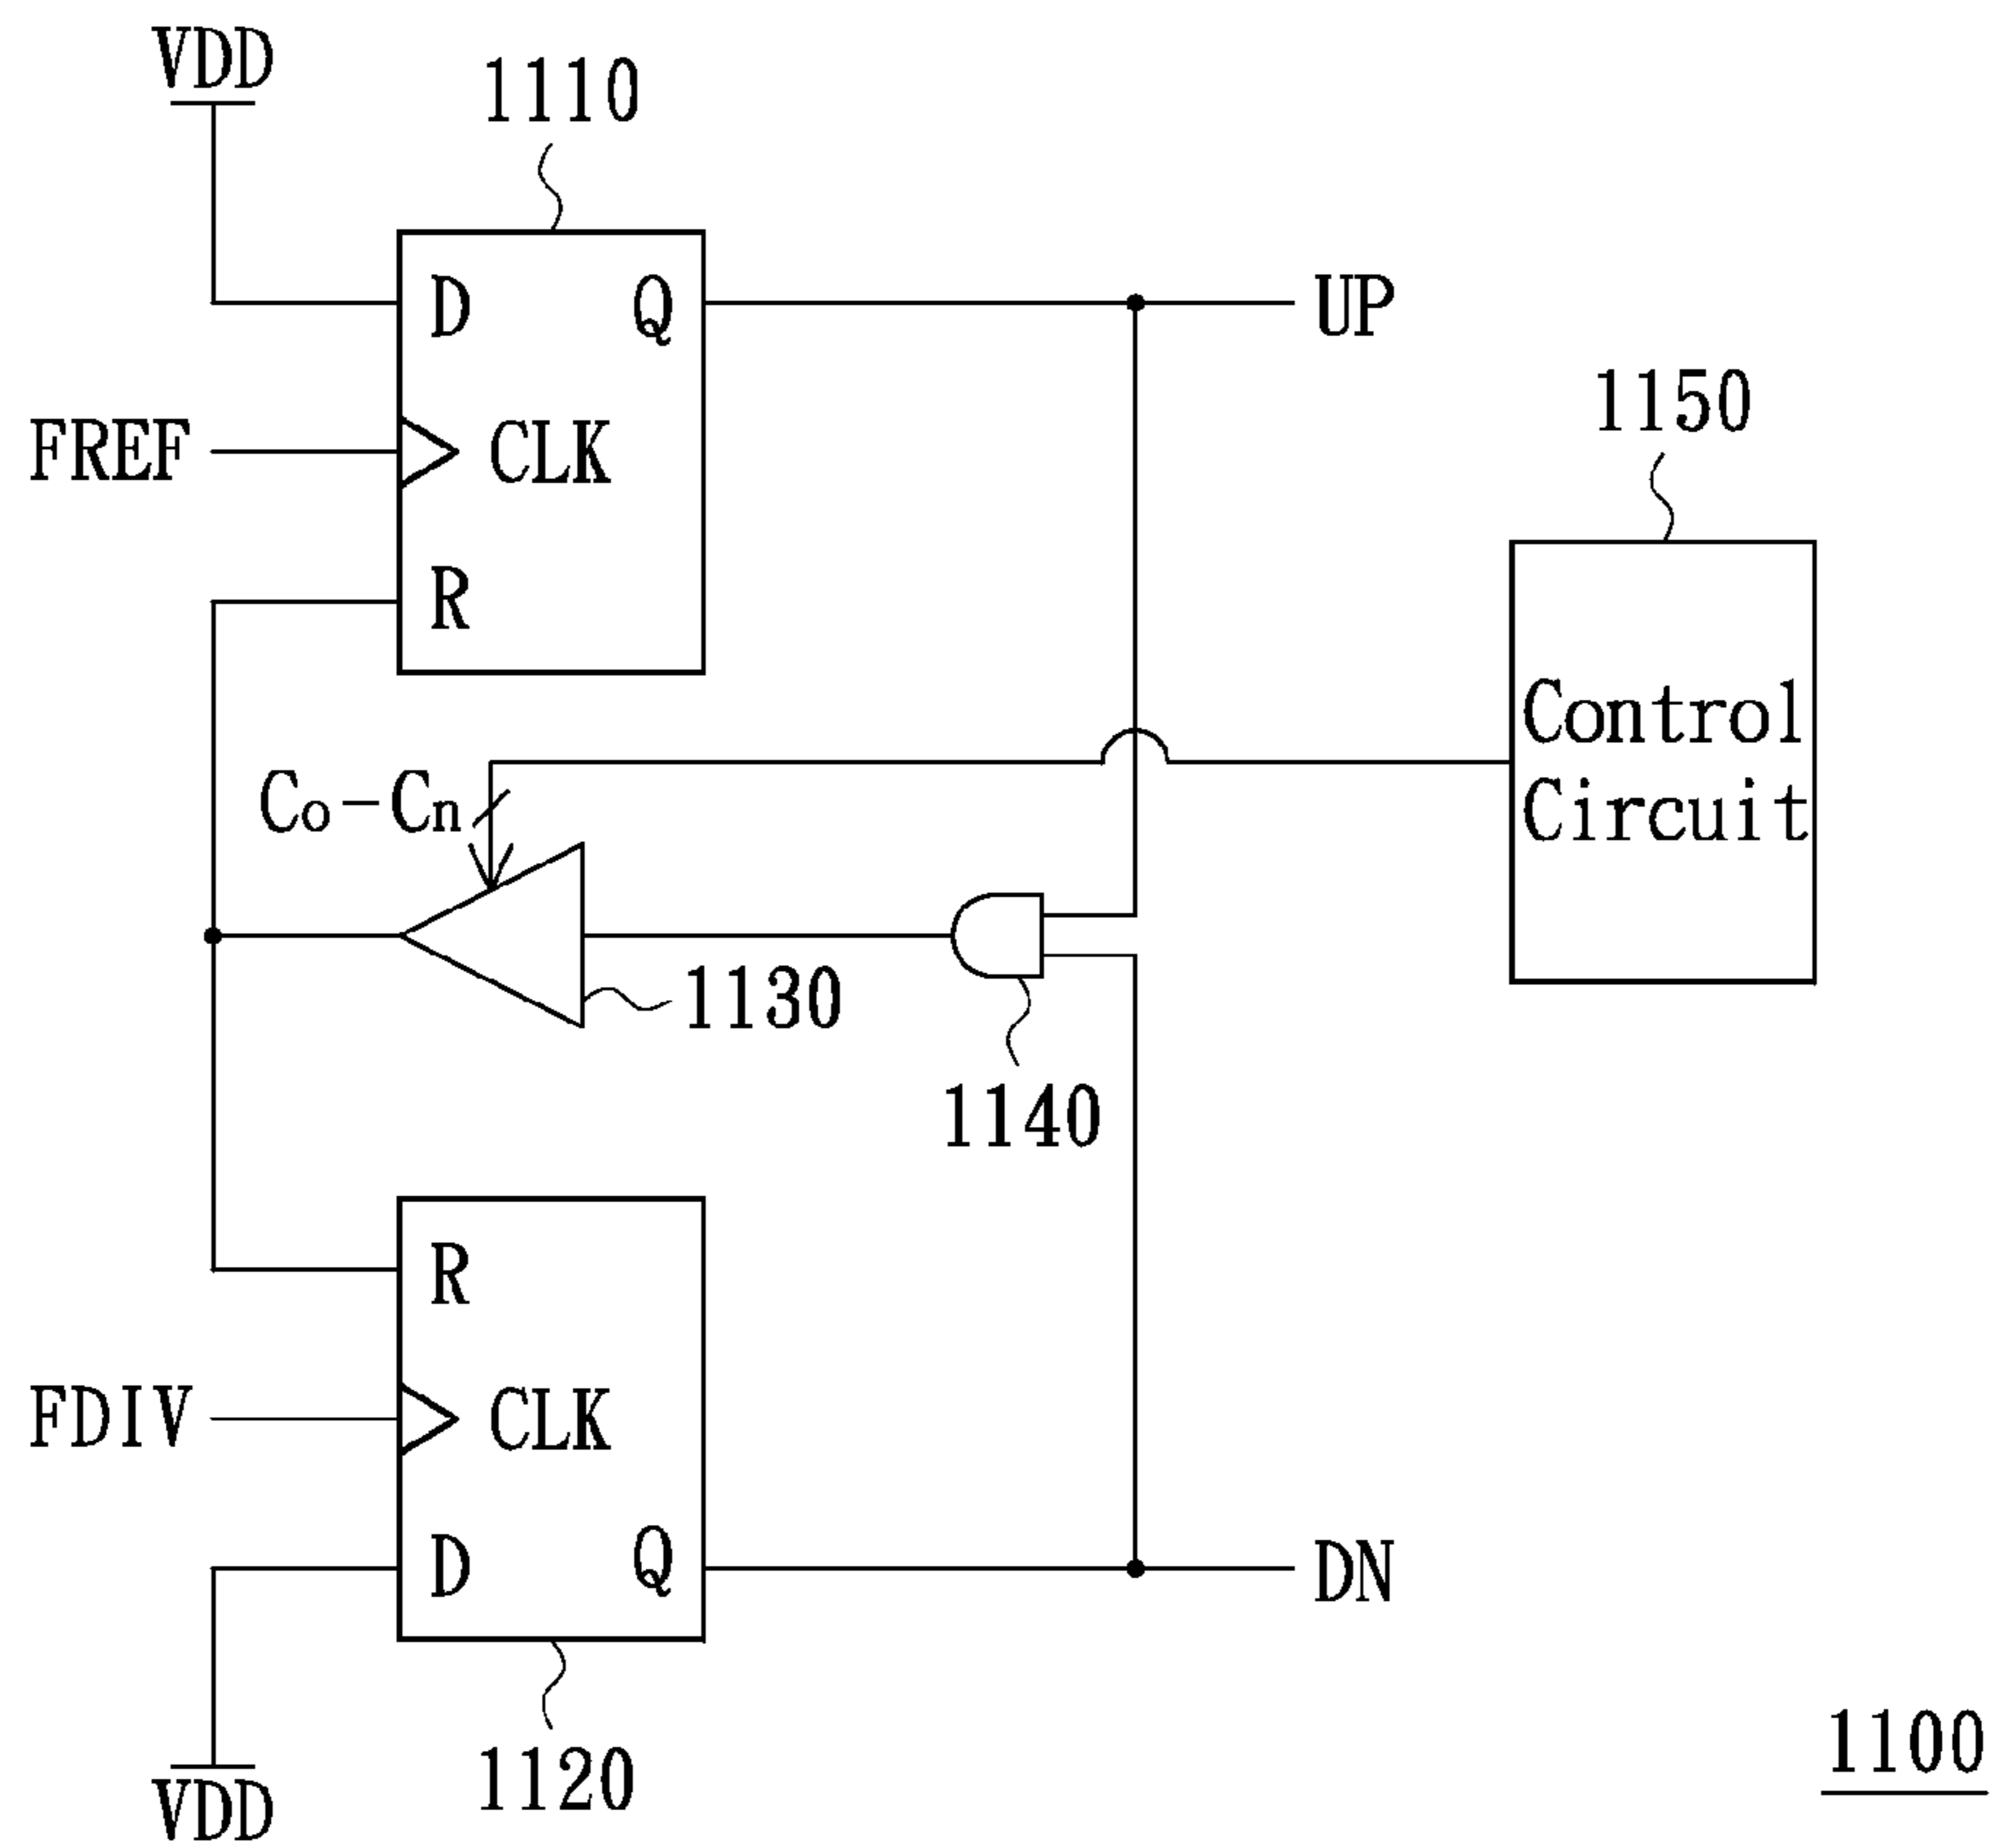 VDD
1110
D
Q
UP
FREF
CLK
1150
R
Control
Circuit
Co-Cn
1130
1140
R
FDIV
CLK
D
Q
DN
1120
VDD
1100